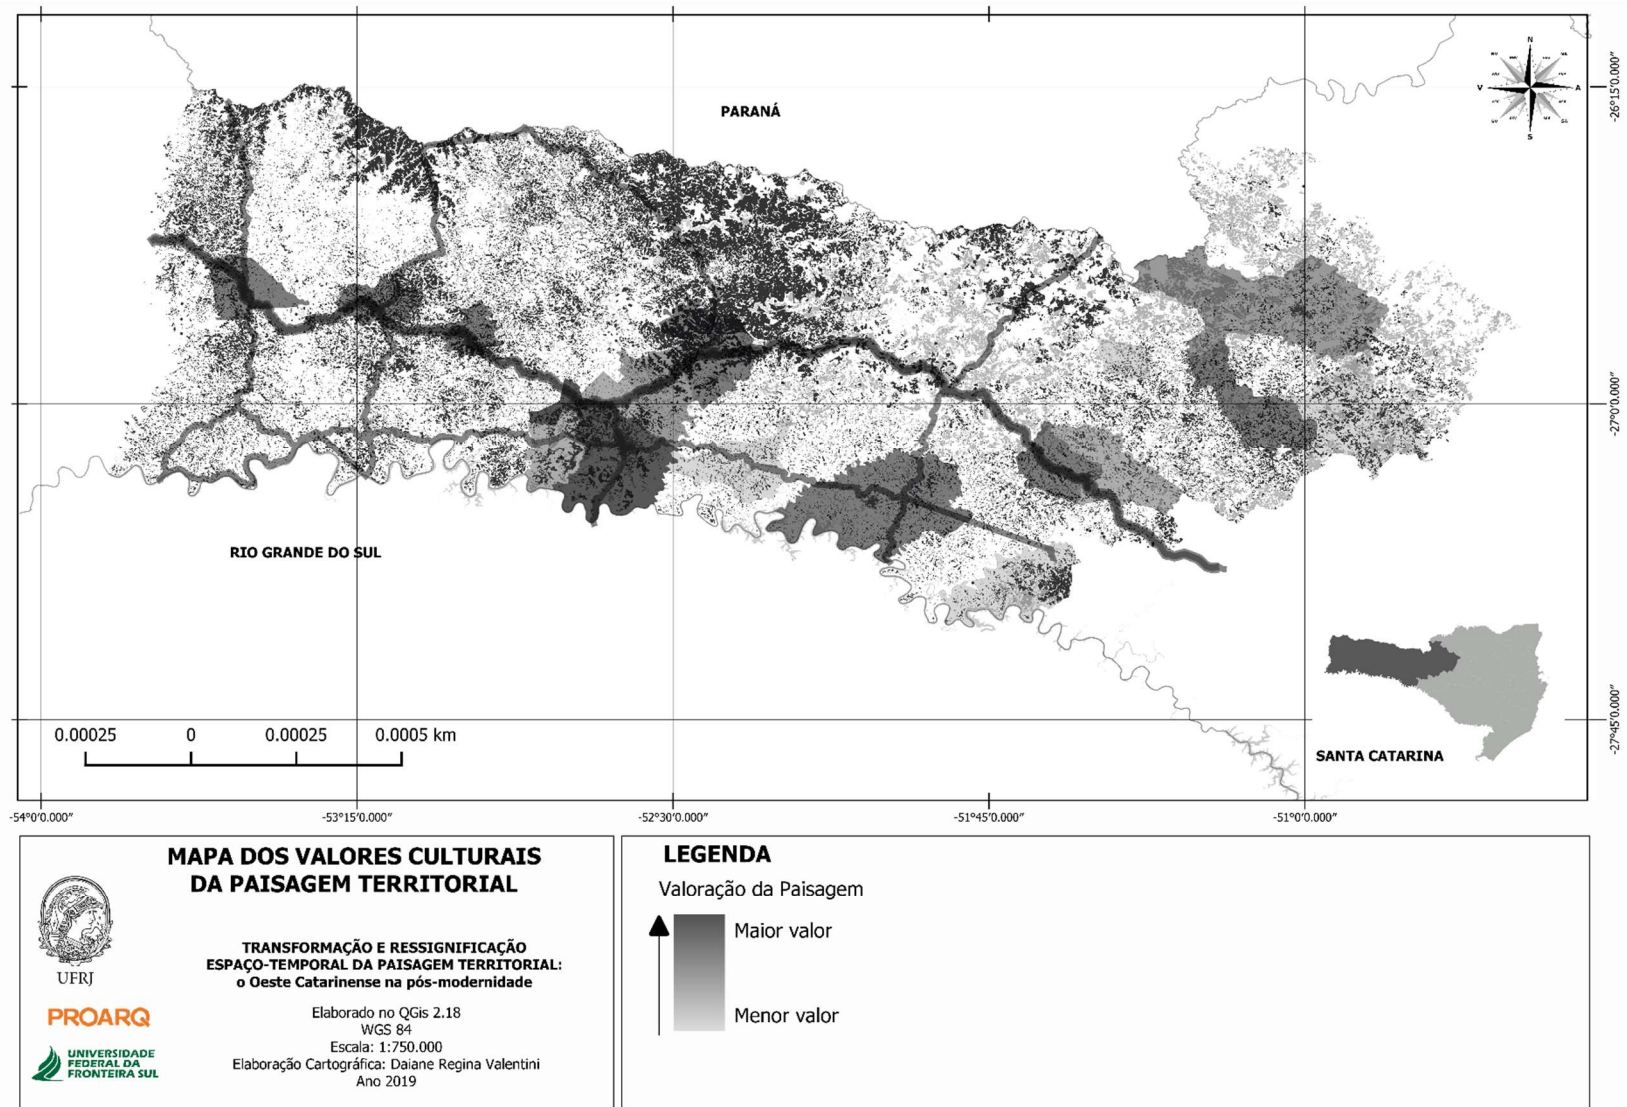 N
V
A
S
-26°15'0.000"
PARANÁ
-27°0'0.000"
RIO GRANDE DO SUL
-27°45'0.000"
0.00025 0 0.00025 0.0005 km
SANTA CATARINA
-54°0'0.000" -53°15'0.000" -52°30'0.000" -51°45'0.000" -51°0'0.000"
MAPA DOS VALORES CULTURAIS
DA PAISAGEM TERRITORIAL
TRANSFORMAÇÃO E RESSIGNIFICAÇÃO
ESPAÇO-TEMPORAL DA PAISAGEM TERRITORIAL:
o Oeste Catarinense na pós-modernidade
Elaborado no QGis 2.18
WGS 84
Escala: 1:750.000
Elaboração Cartográfica: Daiane Regina Valentini
Ano 2019
UFRJ
PROARQ
UNIVERSIDADE
FEDERAL DA
FRONTEIRA SUL
LEGENDA
Valoração da Paisagem
Maior valor
Menor valor